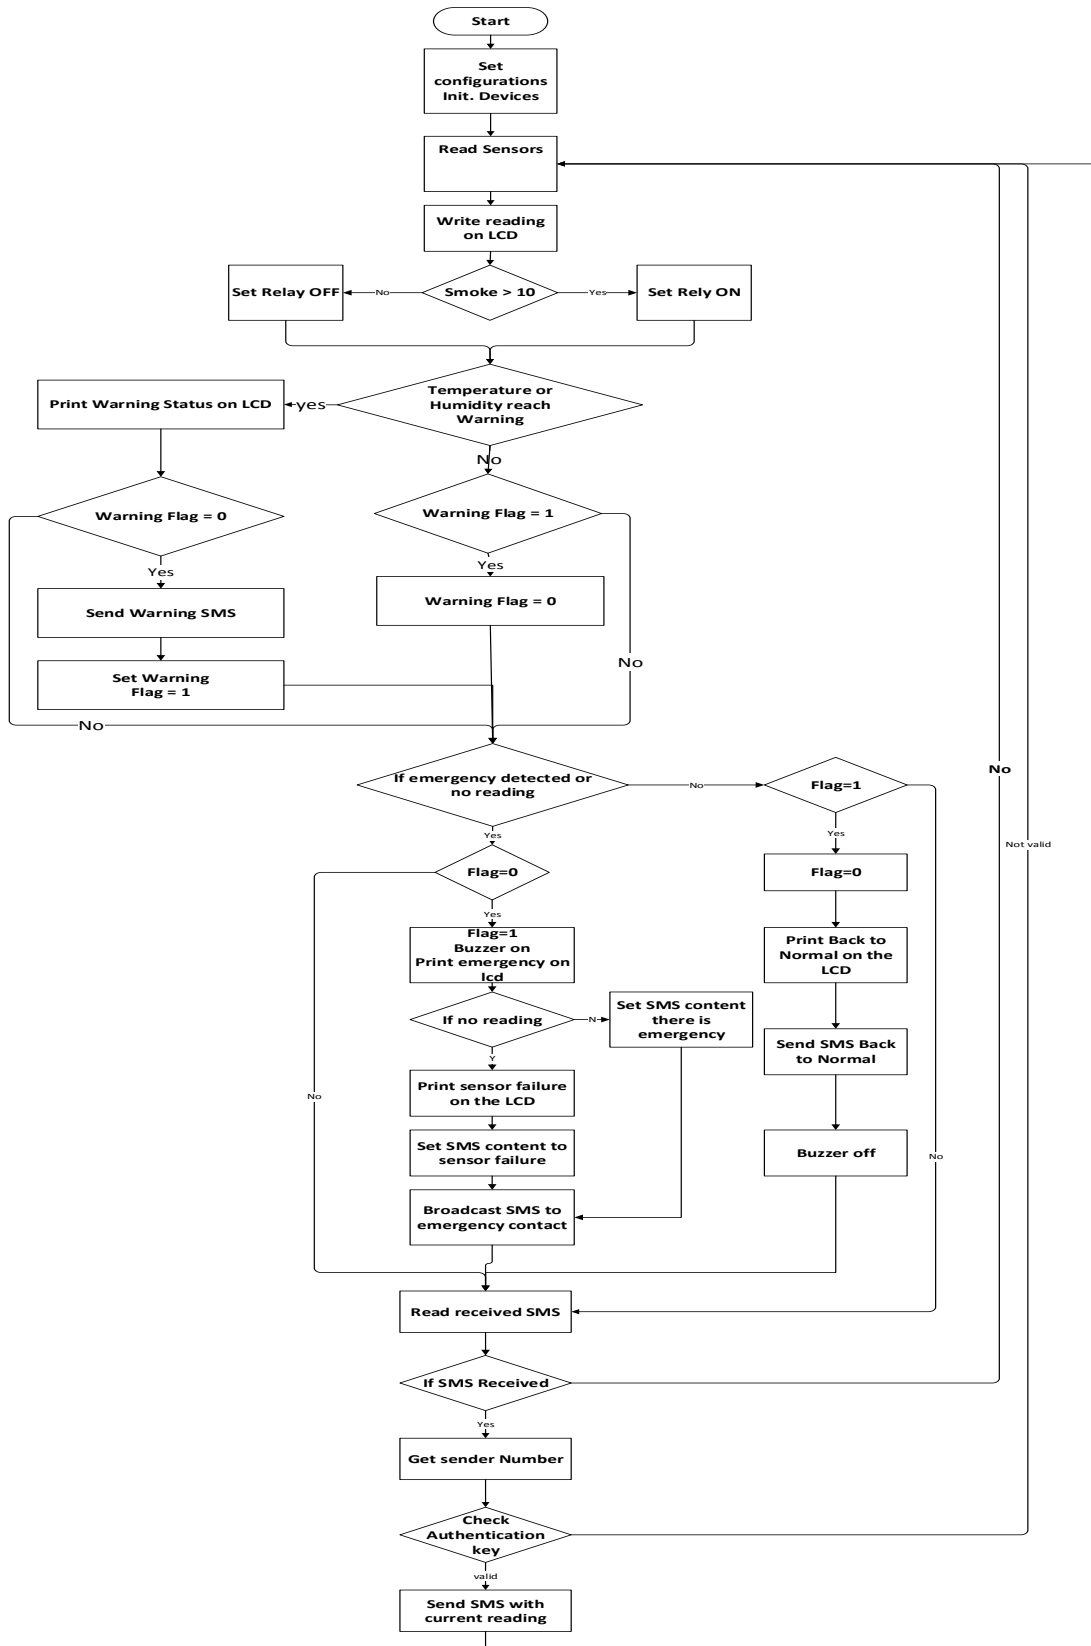 Start
Set
configurations
Init. Devices
Read Sensors
Write reading
on LCD
Set Relay OFF
No
Smoke > 10
Yes
Set Rely ON
Print Warning Status on LCD
yes
Temperature or
Humidity reach
Warning
No
Warning Flag = 0
Warning Flag = 1
Yes
Yes
Send Warning SMS
Warning Flag = 0
No
Set Warning
Flag = 1
No
If emergency detected or
no reading
No
Flag=1
No
Yes
Yes
Not valid
Flag=0
Flag=0
Yes
Flag=1
Buzzer on
Print emergency on
lcd
Print Back to
Normal on the
LCD
If no reading
N
Set SMS content
there is
emergency
Send SMS Back
to Normal
Y
Print sensor failure
on the LCD
No
Set SMS content to
sensor failure
Buzzer off
No
Broadcast SMS to
emergency contact
Read received SMS
If SMS Received
Yes
Get sender Number
Check
Authentication
key
valid
Send SMS with
current reading